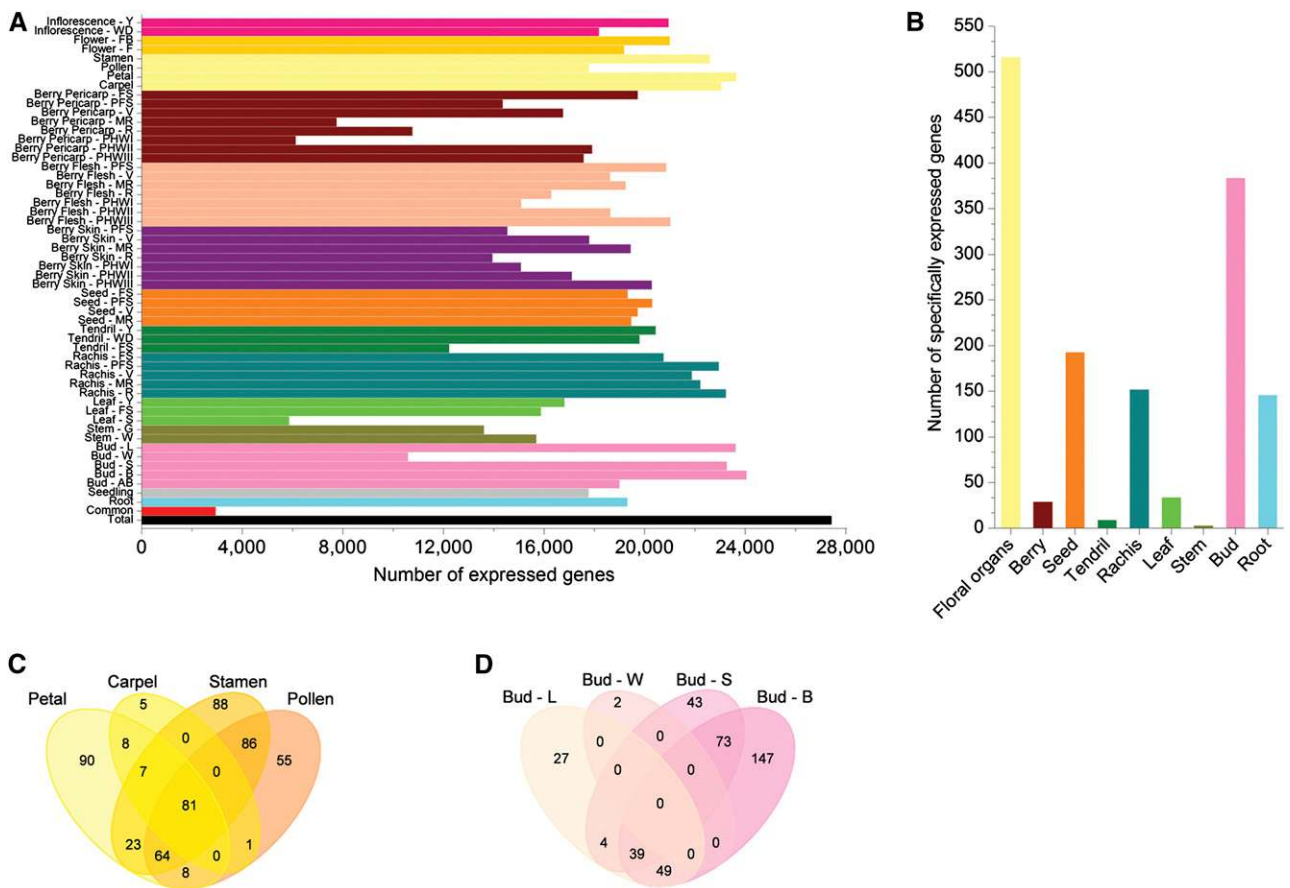 A
Inflorescence - Y
Inflorescence - WD
Flower - FB
Flower - F
Stamen
Pollen
Petal
Carpel
Berry Pericarp - FS
Berry Pericarp - PFS
Berry Pericarp - V
Berry Pericarp - MR
Berry Pericarp - R
Berry Pericarp - PHWI
Berry Pericarp - PHWII
Berry Pericarp - PHWIII
Berry Flesh - PFS
Berry Flesh - V
Berry Flesh - MR
Berry Flesh - R
Berry Flesh - PHWI
Berry Flesh - PHWII
Berry Flesh - PHWIII
Berry Skin - PFS
Berry Skin - V
Berry Skin - MR
Berry Skin - R
Berry Skin - PHWI
Berry Skin - PHWII
Berry Skin - PHWIII
Seed - FS
Seed - PFS
Seed - V
Seed - MR
Tendril - Y
Tendril - WD
Tendril - FS
Rachis - FS
Rachis - PFS
Rachis - V
Rachis - MR
Rachis - R
Leaf - Y
Leaf - FS
Leaf - S
Stem - G
Stem - W
Bud - L
Bud - W
Bud - S
Bud - B
Bud - AB
Seedling
Root
Common
Total
0 4,000 8,000 12,000 16,000 20,000 24,000 28,000
Number of expressed genes
B
550
500
450
400
350
300
250
200
150
100
50
0
Number of specifically expressed genes
Floral organs
Berry
Seed
Tendril
Rachis
Leaf
Stem
Bud
Root
C
Petal Carpel Stamen Pollen
5 88
8 0 86
90 7 0 55
81
23 64 0 1
8
D
Bud - L Bud - W Bud - S Bud - B
2 43
0 0 73
27 0 0 147
0
4 39 0 0
49